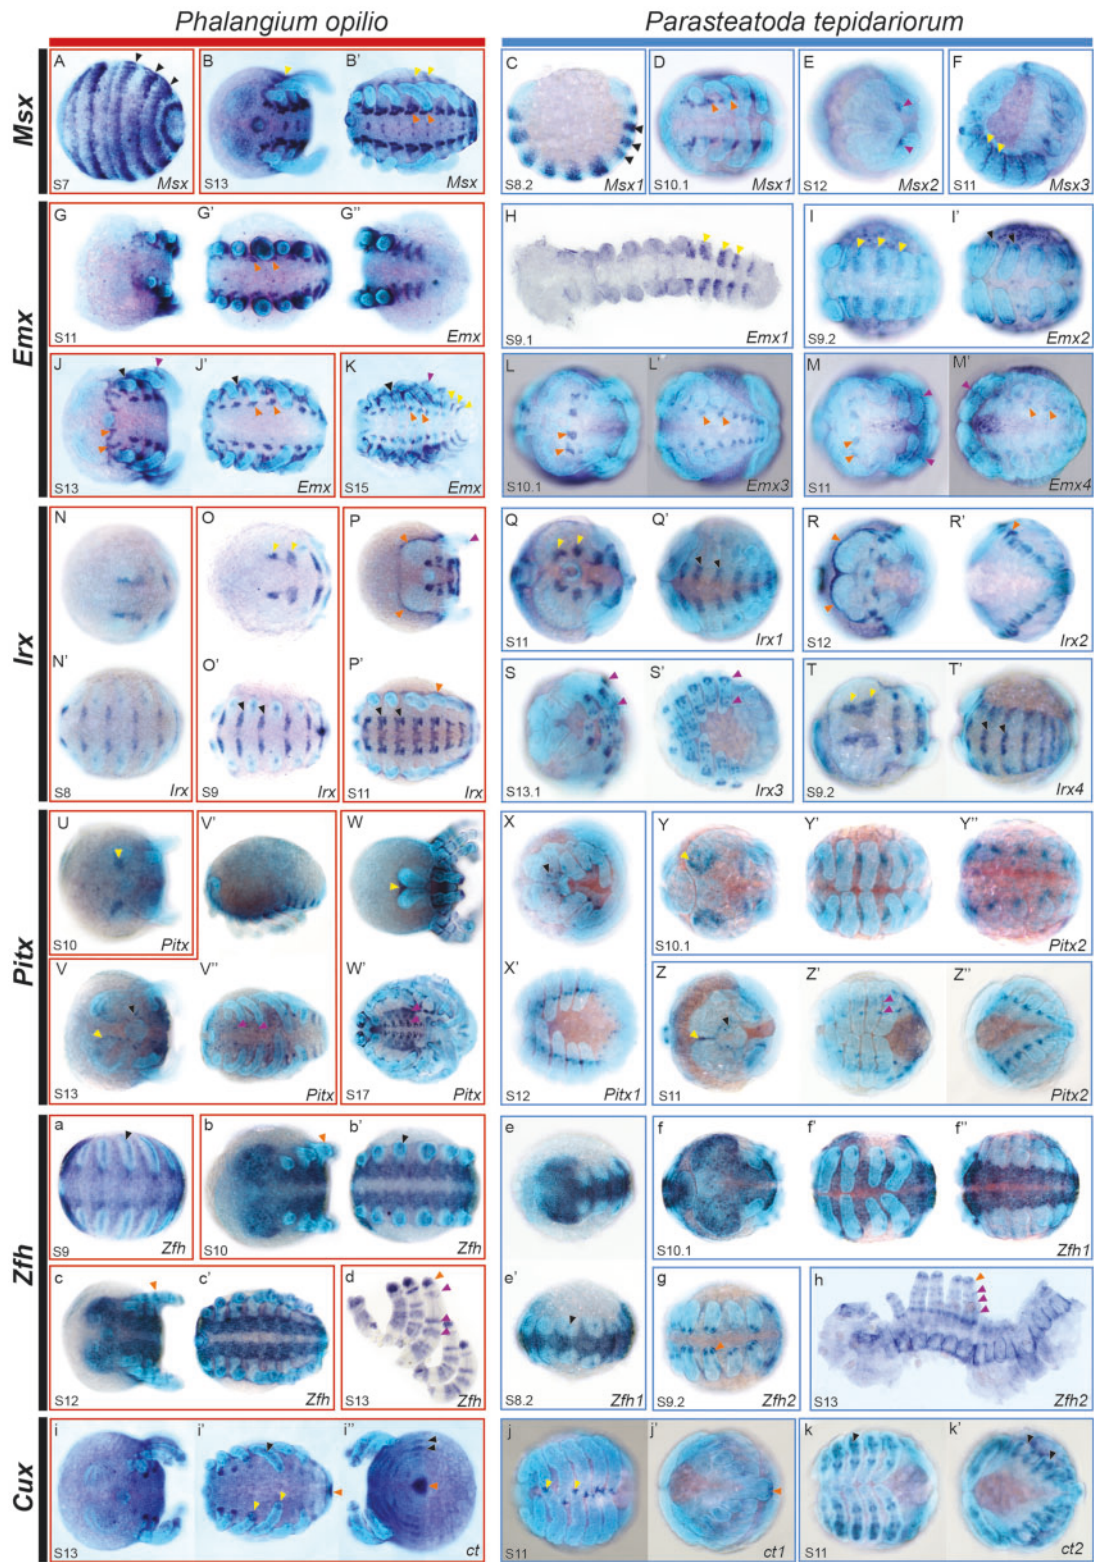 Phalangium opilio Parasteatoda tepidariorum
Msx
A B B' C D E F
S7 Msx S13 Msx S8.2 Msx1 S10.1 Msx1 S12 Msx2 S11 Msx3
Emx
G G' G'' H I I'
S11 Emx S9.1 Emx1 S9.2 Emx2
J J' K L L' M M'
S13 Emx S15 Emx S10.1 Emx3 S11 Emx4
Irx
N O P Q Q' R R'
S11 Irx1 S12 Irx2
N' O' P' S S' T T'
S8 Irx S9 Irx S11 Irx S13.1 Irx3 S9.2 Irx4
Pitx
U V' W X Y Y' Y''
S10 Pitx S10.1 Pitx2
V V'' W' X' Z Z' Z''
S13 Pitx S17 Pitx S12 Pitx1 S11 Pitx2
Zfh
a b b' e f f' f''
S9 Zfh S10 Zfh S10.1 Zfh1
c c' d e' g h
S12 Zfh S13 Zfh S8.2 Zfh1 S9.2 Zfh2 S13 Zfh2
Cux
i i' i'' j j' k k'
S13 ct S11 ct1 S11 ct2